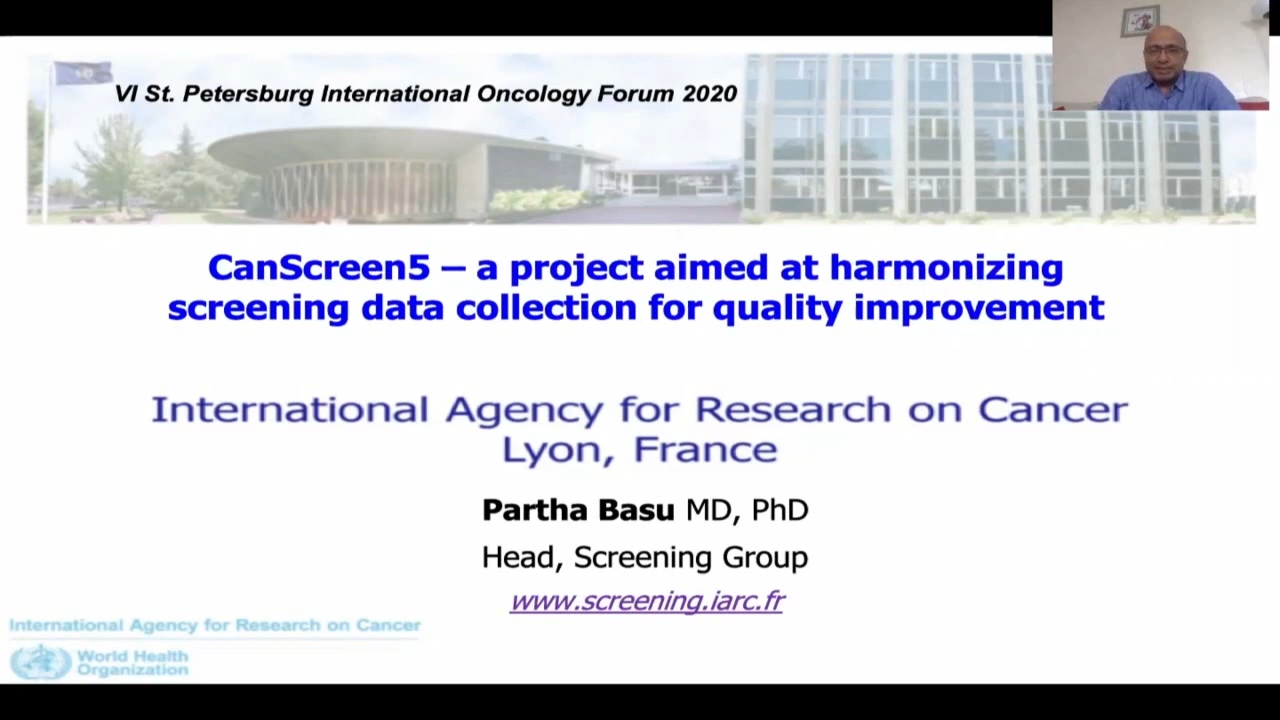 VI St. Petersburg International Oncology Forum 2020
CanScreen5 – a project aimed at harmonizing
screening data collection for quality improvement
International Agency for Research on Cancer
Lyon, France
Partha Basu MD, PhD
Head, Screening Group
www.screening.iarc.fr
International Agency for Research on Cancer
World Health
Organization